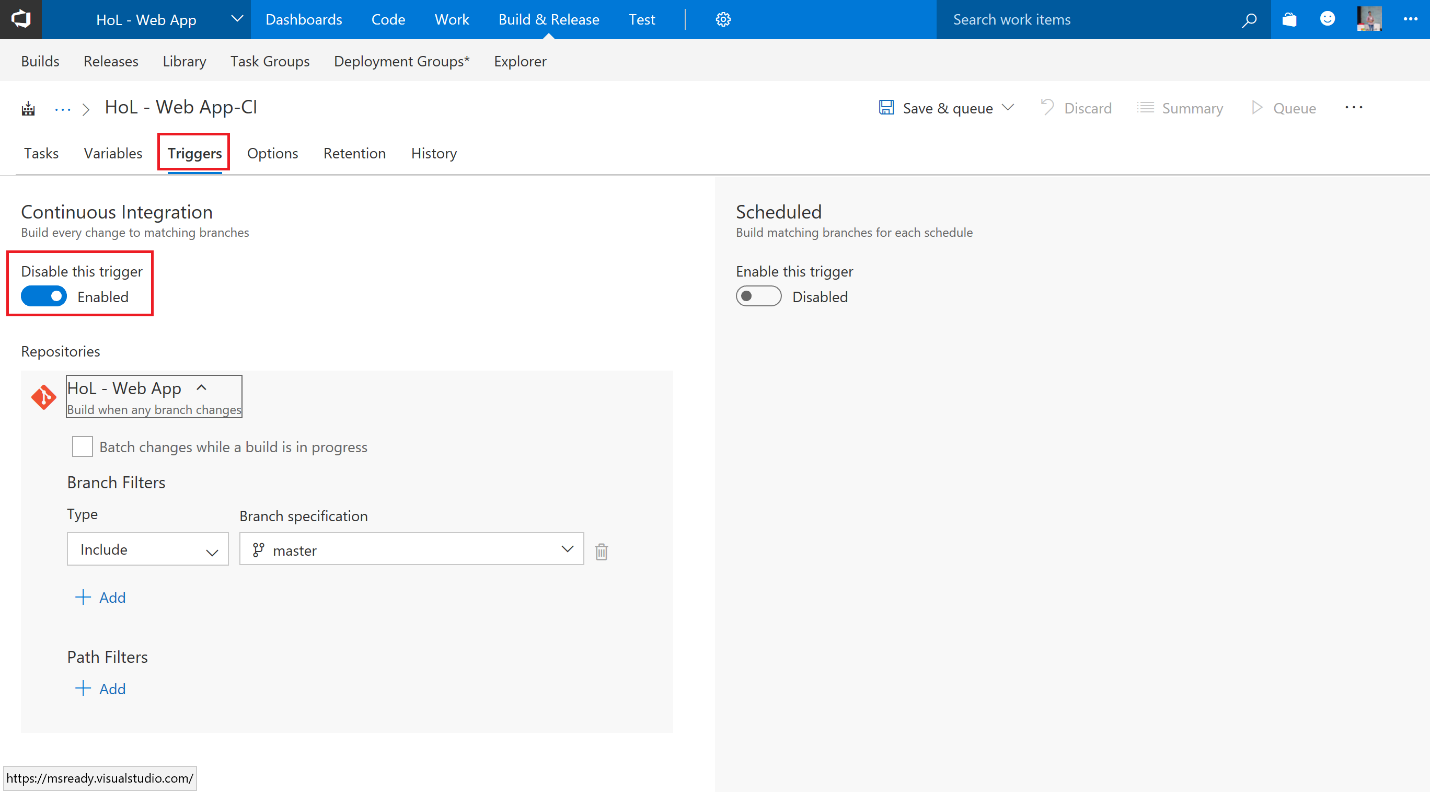 HoL - Web App Dashboards Code Work Build & Release Test Search work items
Builds Releases Library Task Groups Deployment Groups* Explorer
... HoL - Web App-CI Save & queue Discard Summary Queue ...
Tasks Variables Triggers Options Retention History
Continuous Integration
Build every change to matching branches
Disable this trigger
Enabled
Repositories
HoL - Web App
Build when any branch changes
Batch changes while a build is in progress
Branch Filters
Type Branch specification
Include master
+ Add
Path Filters
+ Add
Scheduled
Build matching branches for each schedule
Enable this trigger
Disabled
https://msready.visualstudio.com/